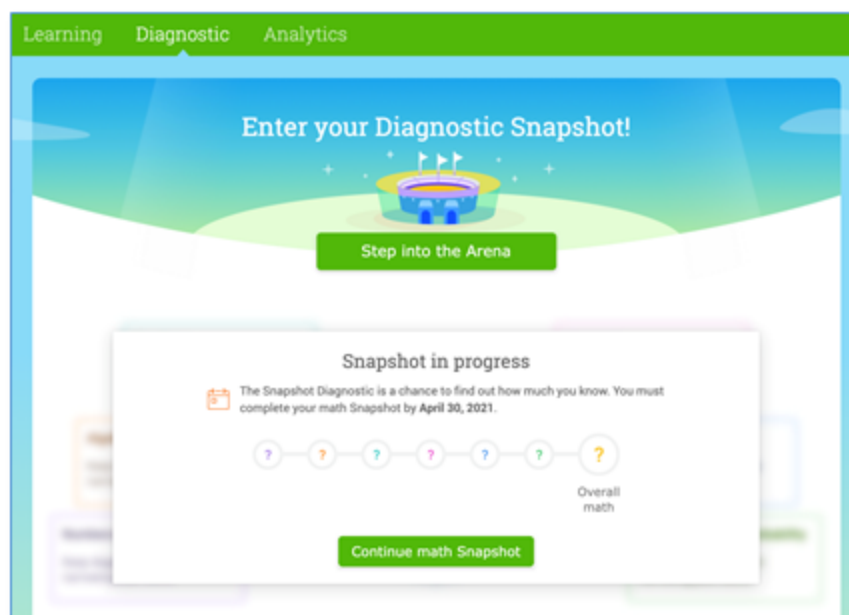 Learning Diagnostic Analytics
Enter your Diagnostic Snapshot!
Step into the Arena
Snapshot in progress
The Snapshot Diagnostic is a chance to find out how much you know. You must
complete your math Snapshot by April 30, 2021.
? ? ? ? ? ? ?
Overall
math
Continue math Snapshot